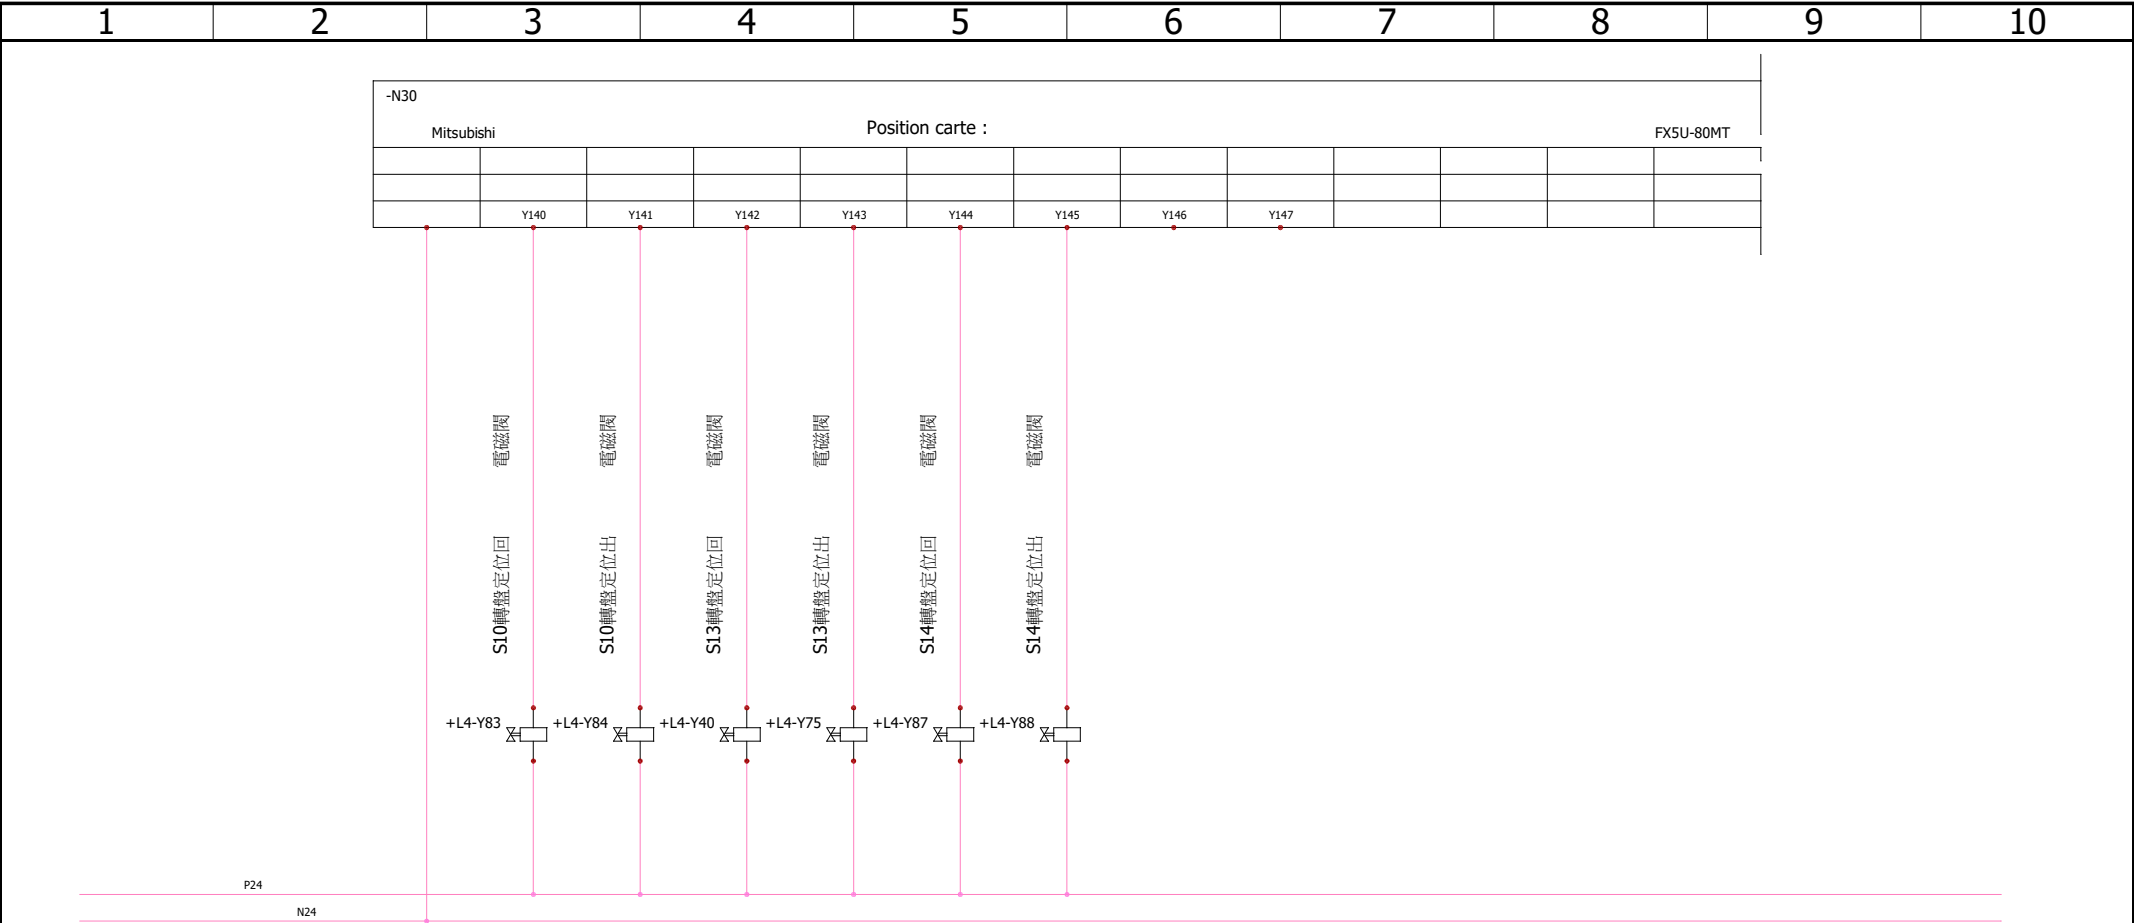 1 2 3 4 5 6 7 8 9 10
-N30
Mitsubishi Position carte : FX5U-80MT
Y140 Y141 Y142 Y143 Y144 Y145 Y146 Y147
S10轉盤定位回 電磁閥
S10轉盤定位出 電磁閥
S13轉盤定位回 電磁閥
S13轉盤定位出 電磁閥
S14轉盤定位回 電磁閥
S14轉盤定位出 電磁閥
+L4-Y83 +L4-Y84 +L4-Y40 +L4-Y75 +L4-Y87 +L4-Y88
P24
N24